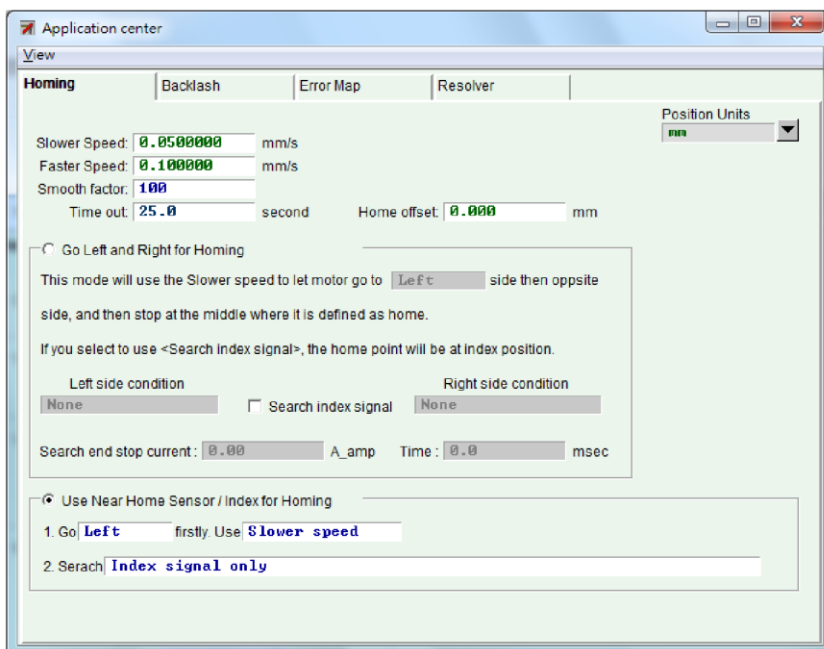 Application center
View
Homing Backlash Error Map Resolver
Position Units
mm
Slower Speed: 0.0500000 mm/s
Faster Speed: 0.100000 mm/s
Smooth factor: 100
Time out: 25.0 second Home offset: 0.000 mm
Go Left and Right for Homing
This mode will use the Slower speed to let motor go to Left side then oppsite
side, and then stop at the middle where it is defined as home.
If you select to use <Search index signal>, the home point will be at index position.
Left side condition Right side condition
None Search index signal None
Search end stop current : 0.00 A_amp Time : 0.0 msec
Use Near Home Sensor / Index for Homing
1. Go Left firstly. Use Slower speed
2. Serach Index signal only